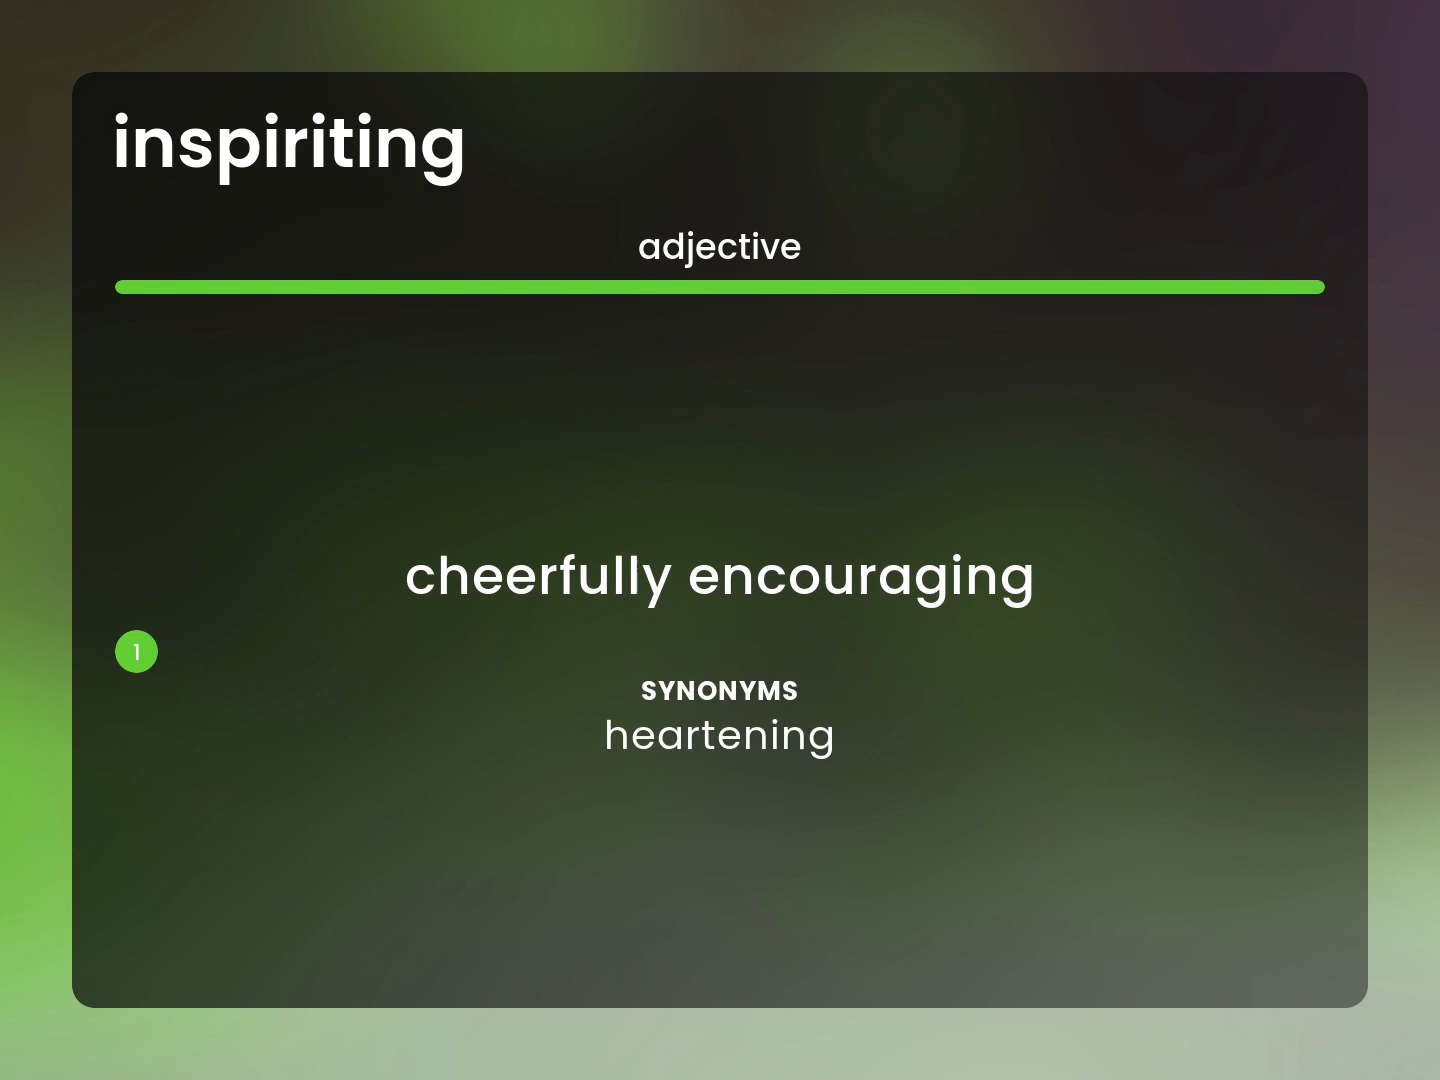 inspiriting
adjective
cheerfully encouraging
1
SYNONYMS
heartening